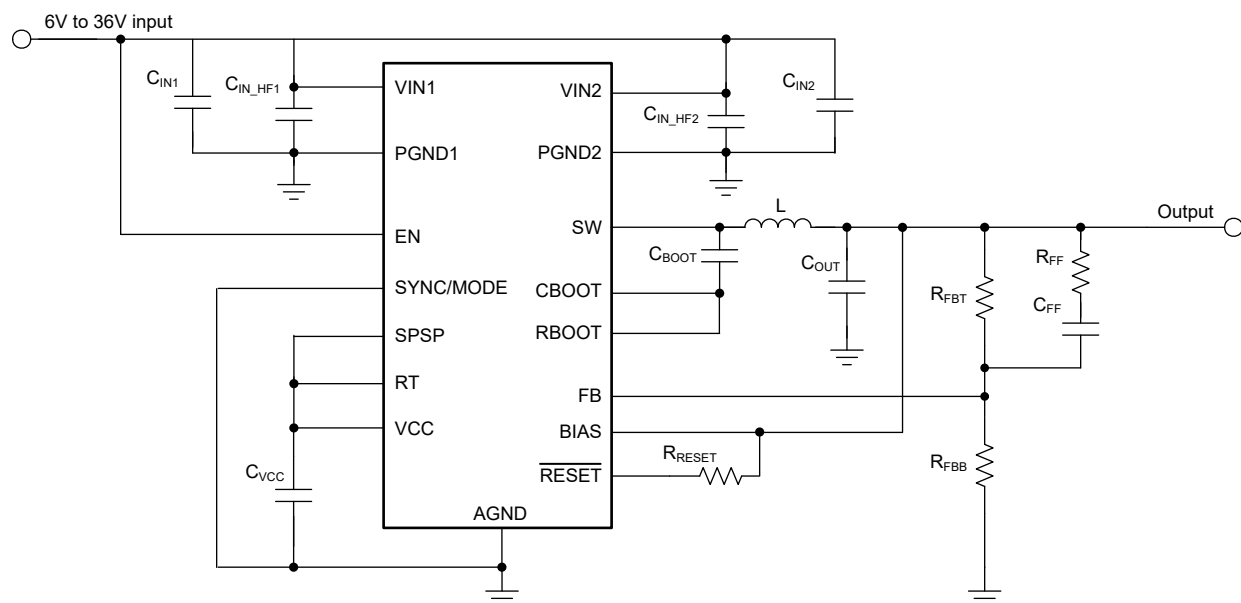 6V to 36V input
CIN1
CIN_HF1
VIN1
VIN2
CIN_HF2
CIN2
PGND1
PGND2
EN
SW
L
Output
CBOOT
COUT
RFBT
RFF
CFF
SYNC/MODE
CBOOT
SPSP
RBOOT
RT
FB
VCC
BIAS
RRESET
RESET
RFBB
CVCC
AGND